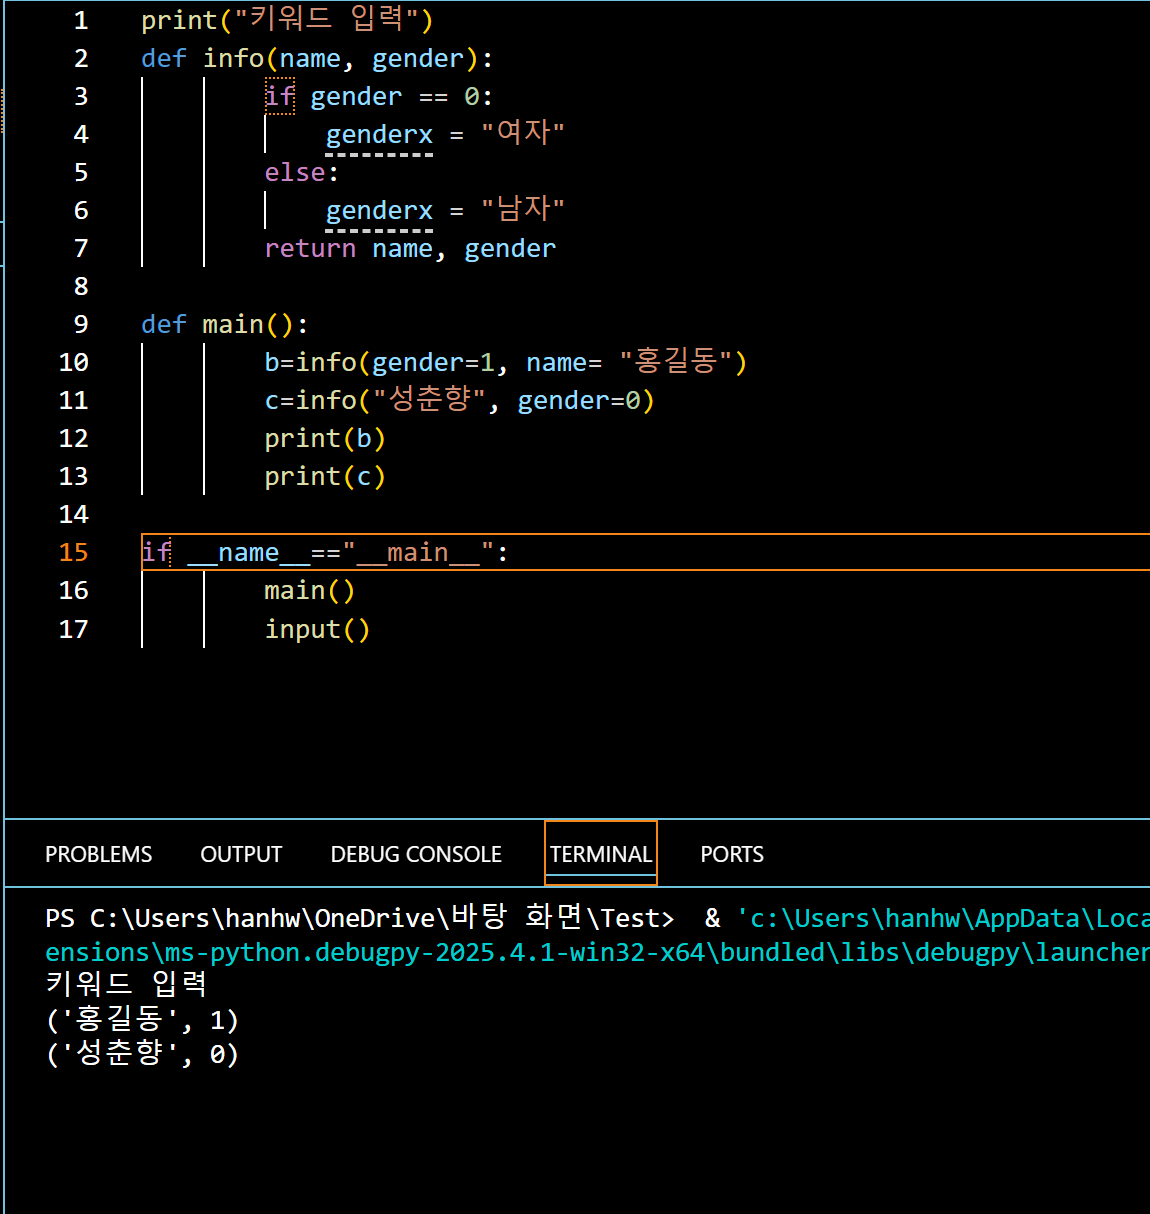 1 print("키워드 입력")
2 def info(name, gender):
3 if gender == 0:
4 genderx = "여자"
5 else:
6 genderx = "남자"
7 return name, gender
8
9 def main():
10 b=info(gender=1, name= "홍길동")
11 c=info("성춘향", gender=0)
12 print(b)
13 print(c)
14
15 if __name__=="__main__":
16 main()
17 input()
PROBLEMS OUTPUT DEBUG CONSOLE TERMINAL PORTS
PS C:\Users\hanhw\OneDrive\바탕 화면\Test>  & 'c:\Users\hanhw\AppData\Loca
ensions\ms-python.debugpy-2025.4.1-win32-x64\bundled\libs\debugpy\launcher
키워드 입력
('홍길동', 1)
('성춘향', 0)